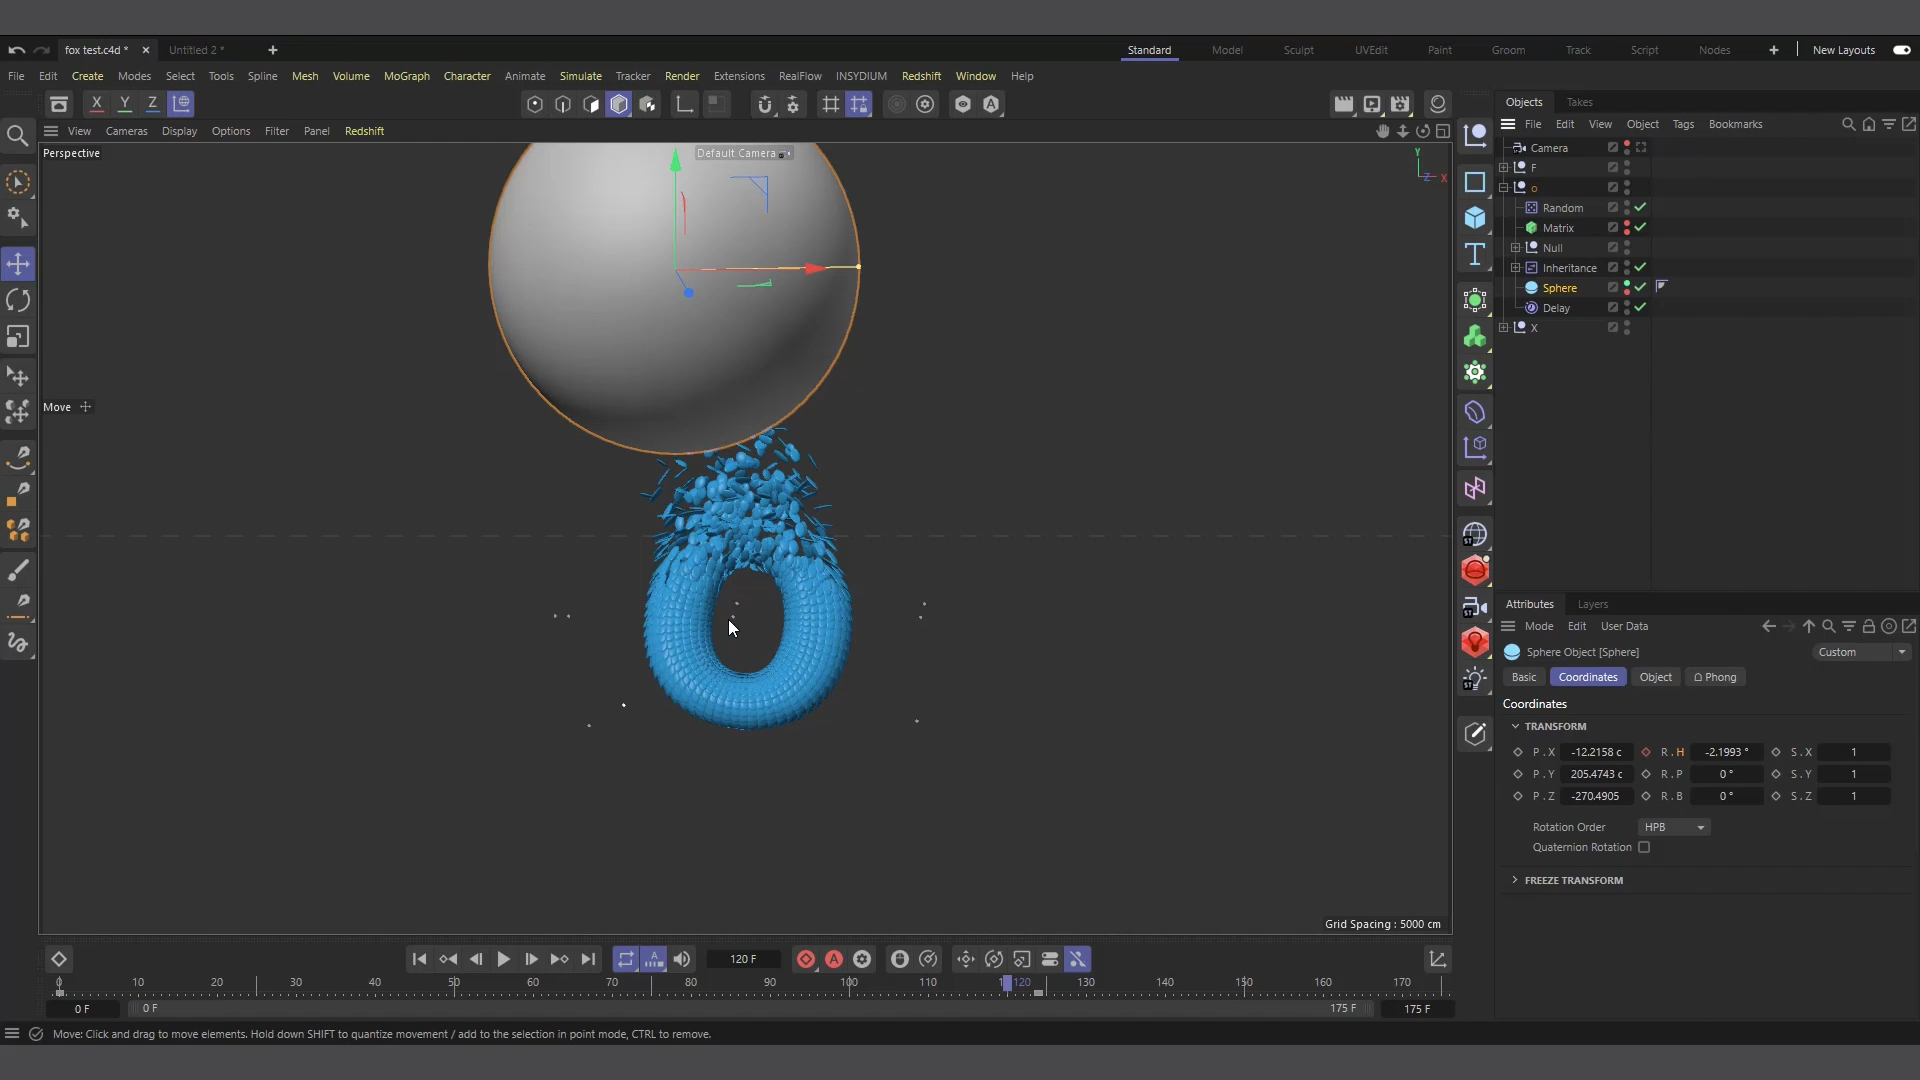 fox test.c4d *
Untitled 2 *
Standard
Model
Sculpt
UVEdit
Paint
Groom
Track
Script
Nodes
New Layouts
File Edit Create Modes Select Tools Spline Mesh Volume MoGraph Character Animate Simulate Tracker Render Extensions RealFlow INSYDIUM Redshift Window Help
X Y Z
Objects Takes
View Cameras Display Options Filter Panel Redshift
File Edit View Object Tags Bookmarks
Perspective
Default Camera
Y
Z X
Camera
F
o
Random
Matrix
Null
Inheritance
Sphere
Delay
X
Move
Attributes Layers
Mode Edit User Data
Sphere Object [Sphere]
Custom
Basic Coordinates Object Phong
Coordinates
TRANSFORM
P . X -12.2158 c R . H -2.1993 ° S . X 1
P . Y 205.4743 c R . P 0 ° S . Y 1
P . Z -270.4905 R . B 0 ° S . Z 1
Rotation Order HPB
Quaternion Rotation
FREEZE TRANSFORM
Grid Spacing : 5000 cm
120 F
0 10 20 30 40 50 60 70 80 90 100 110 120 130 140 150 160 170
0 F 0 F 175 F 175 F
Move: Click and drag to move elements. Hold down SHIFT to quantize movement / add to the selection in point mode, CTRL to remove.